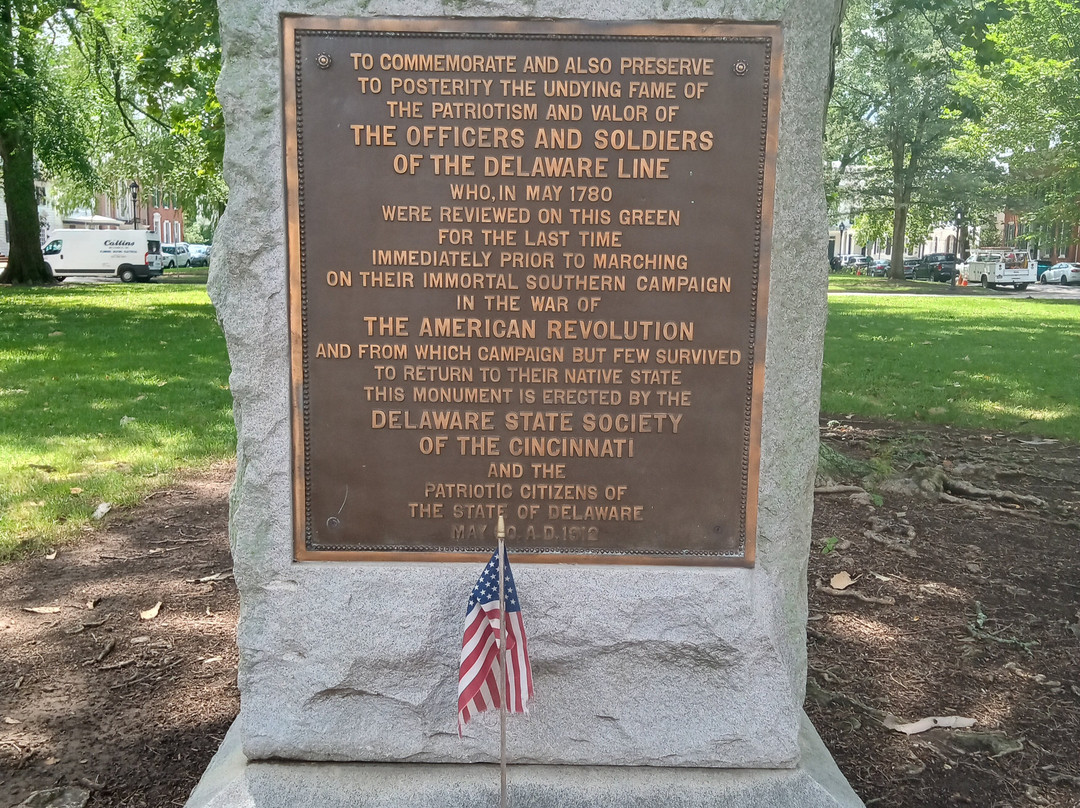 TO COMMEMORATE AND ALSO PRESERVE
TO POSTERITY THE UNDYING FAME OF
THE PATRIOTISM AND VALOR OF
THE OFFICERS AND SOLDIERS
OF THE DELAWARE LINE
WHO, IN MAY 1780
WERE REVIEWED ON THIS GREEN
FOR THE LAST TIME
IMMEDIATELY PRIOR TO MARCHING
ON THEIR IMMORTAL SOUTHERN CAMPAIGN
IN THE WAR OF
THE AMERICAN REVOLUTION
AND FROM WHICH CAMPAIGN BUT FEW SURVIVED
TO RETURN TO THEIR NATIVE STATE
THIS MONUMENT IS ERECTED BY THE
DELAWARE STATE SOCIETY
OF THE CINCINNATI
AND THE
PATRIOTIC CITIZENS OF
THE STATE OF DELAWARE
MAY A.D. 1912
Collins